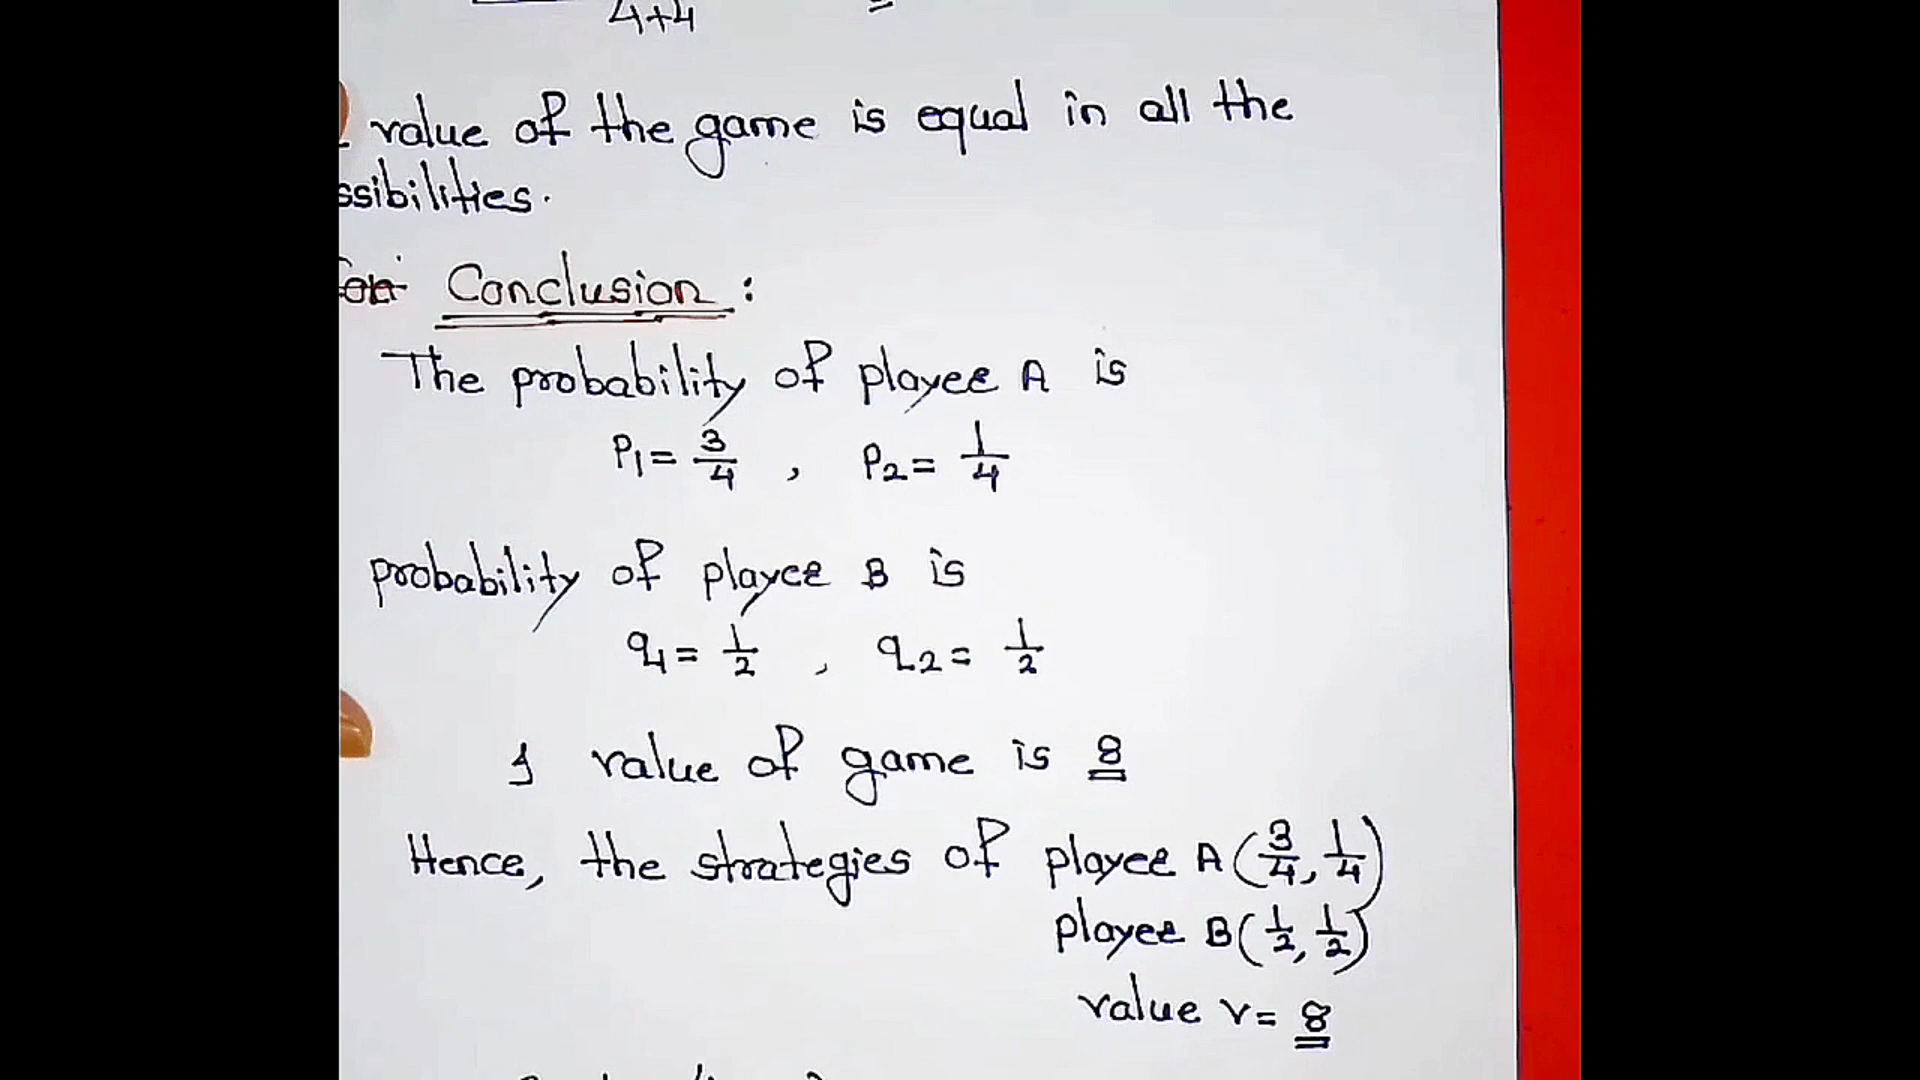 4+4
value of the game is equal in all the
ssibilities.
Conclusion :
The probability of player A is
P1 = 3/4 , P2 = 1/4
probability of player B is
q1 = 1/2 , q2 = 1/2
value of game is 8
Hence, the strategies of player A (3/4, 1/4)
player B (1/2, 1/2)
value v = 8